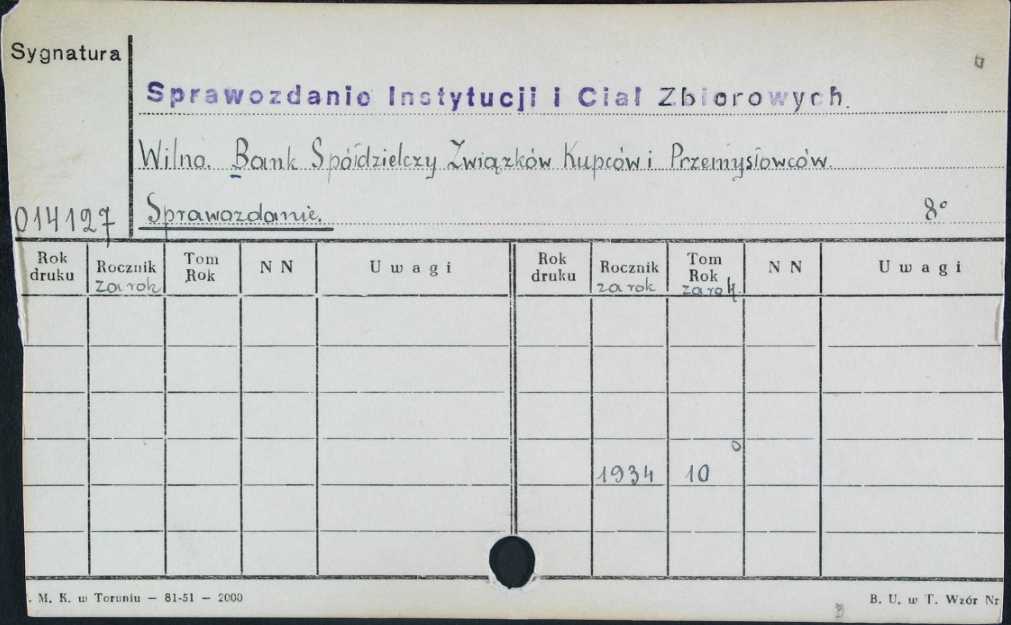 Sygnatura
Sprawozdanie Instytucji i Ciał Zbiorowych.
Wilno. Bank Spółdzielczy Związków Kupców i Przemysłowców.
014127 Sprawozdanie. 8°
Rok druku Rocznik za rok Tom Rok N N Uwagi Rok druku Rocznik za rok Tom Rok za rok. N N Uwagi
1934 10
. M. K. w Toruniu — 81-51 — 2000 B. U. w T. Wzór Nr